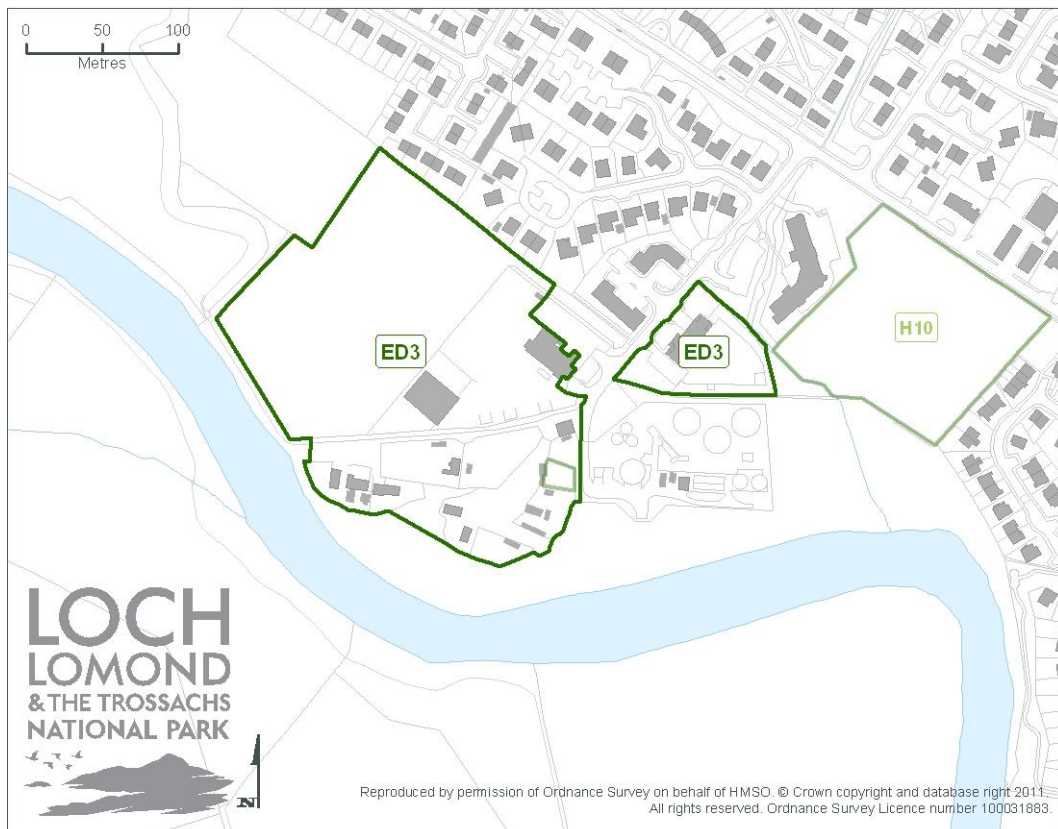 0 50 100
Metres
ED3
ED3
H10
LOCH
LOMOND
& THE TROSSACHS
NATIONAL PARK
N
Reproduced by permission of Ordnance Survey on behalf of HMSO. © Crown copyright and database right 2011.
All rights reserved. Ordnance Survey Licence number 100031883.